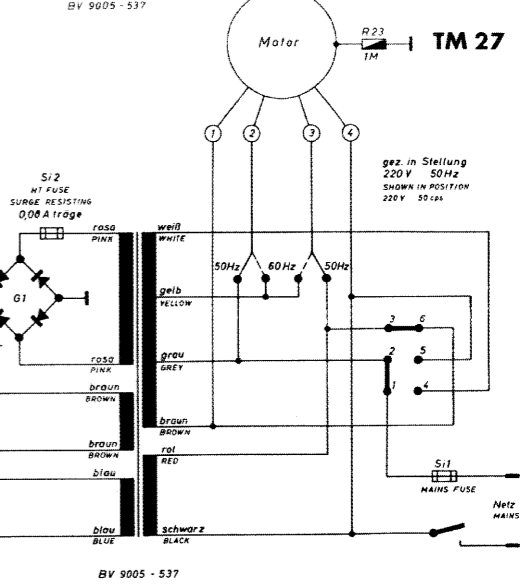 BV 9005 - 537
Motor
R23
1M
TM 27
1 2 3 4
gez. in Stellung
220 V 50 Hz
SHOWN IN POSITION
220 V 50 cps
Si 2
HT FUSE
SURGE RESISTING
0,08 A träge
rosa
PINK
weiß
WHITE
50Hz 60 Hz 50Hz
G1
gelb
YELLOW
3 6
rosa
PINK
grau
GREY
2 5
1 4
braun
BROWN
braun
BROWN
braun
BROWN
rot
RED
blau
Si1
MAINS FUSE
Netz
MAINS
blau
BLUE
schwarz
BLACK
BV 9005 - 537